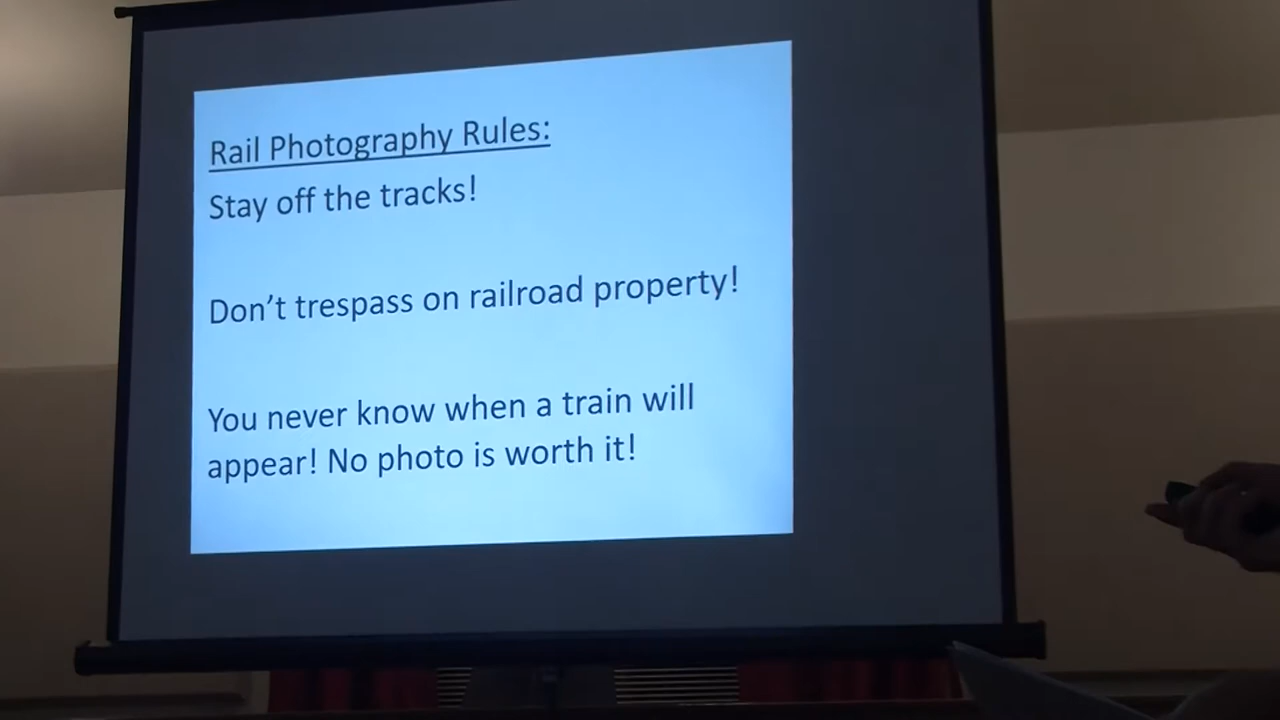 Rail Photography Rules:
Stay off the tracks!
Don’t trespass on railroad property!
You never know when a train will
appear! No photo is worth it!